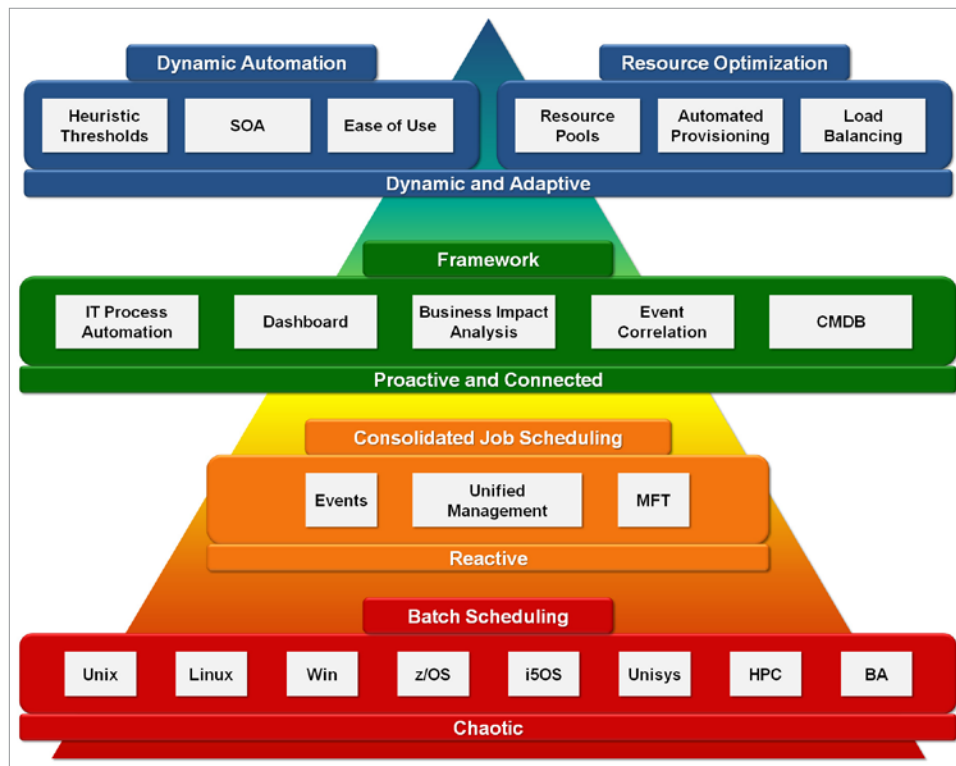 Dynamic Automation
Resource Optimization
Heuristic
Thresholds
SOA
Ease of Use
Resource
Pools
Automated
Provisioning
Load
Balancing
Dynamic and Adaptive
Framework
IT Process
Automation
Dashboard
Business Impact
Analysis
Event
Correlation
CMDB
Proactive and Connected
Consolidated Job Scheduling
Events
Unified
Management
MFT
Reactive
Batch Scheduling
Unix
Linux
Win
z/OS
i5OS
Unisys
HPC
BA
Chaotic